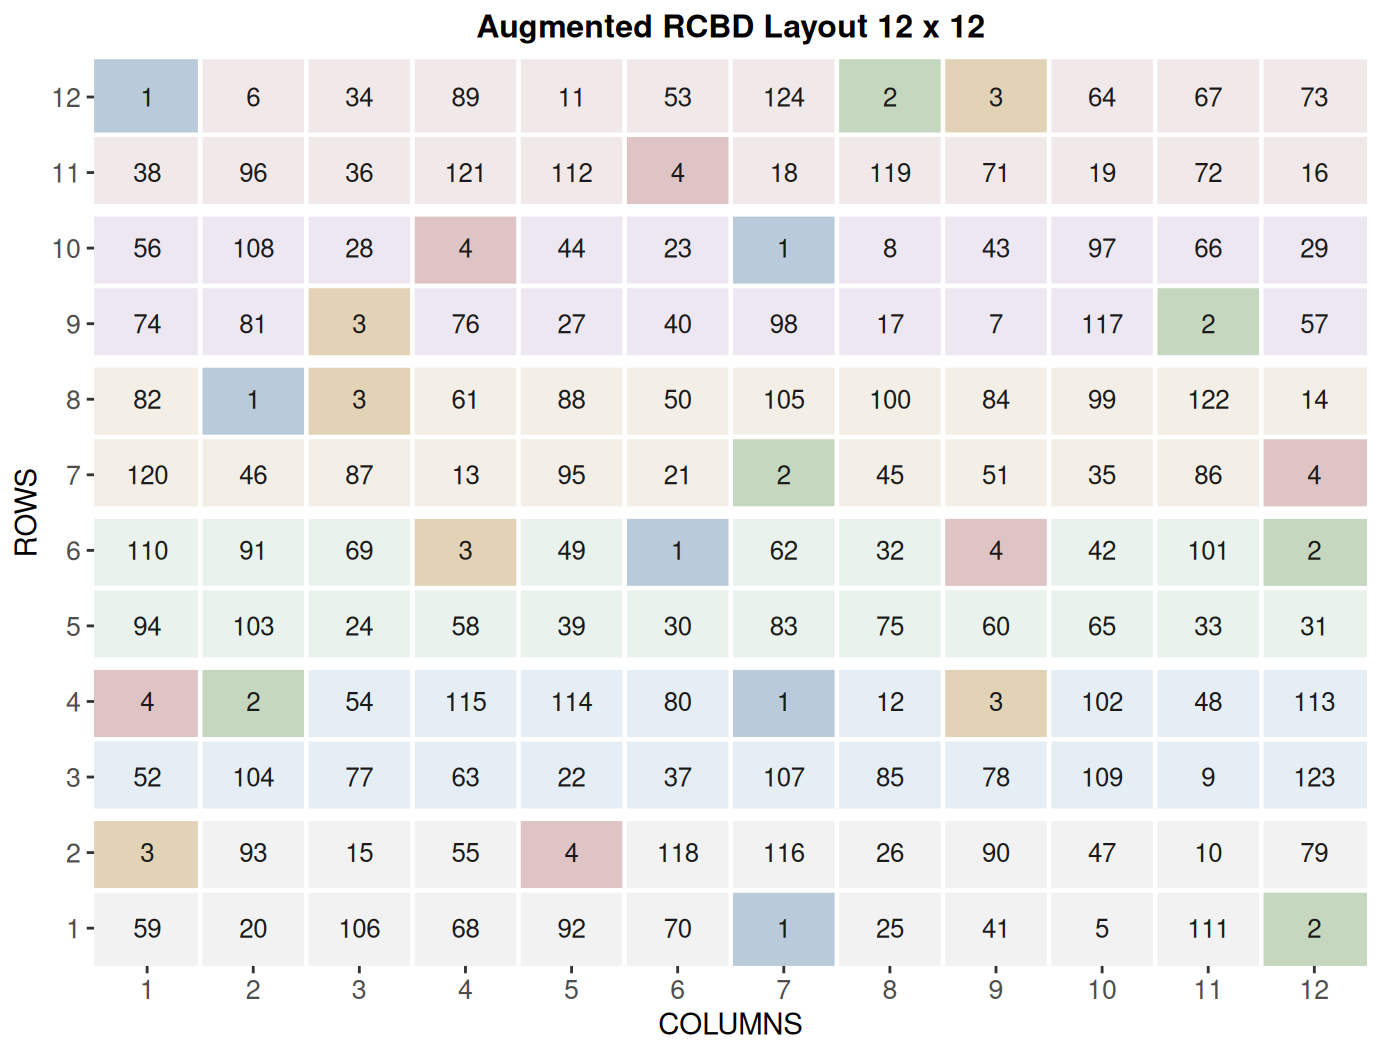 Augmented RCBD Layout 12 x 12
12 1 6 34 89 11 53 124 2 3 64 67 73
11 38 96 36 121 112 4 18 119 71 19 72 16
10 56 108 28 4 44 23 1 8 43 97 66 29
9 74 81 3 76 27 40 98 17 7 117 2 57
8 82 1 3 61 88 50 105 100 84 99 122 14
7 120 46 87 13 95 21 2 45 51 35 86 4
ROWS
6 110 91 69 3 49 1 62 32 4 42 101 2
5 94 103 24 58 39 30 83 75 60 65 33 31
4 4 2 54 115 114 80 1 12 3 102 48 113
3 52 104 77 63 22 37 107 85 78 109 9 123
2 3 93 15 55 4 118 116 26 90 47 10 79
1 59 20 106 68 92 70 1 25 41 5 111 2
1 2 3 4 5 6 7 8 9 10 11 12
COLUMNS